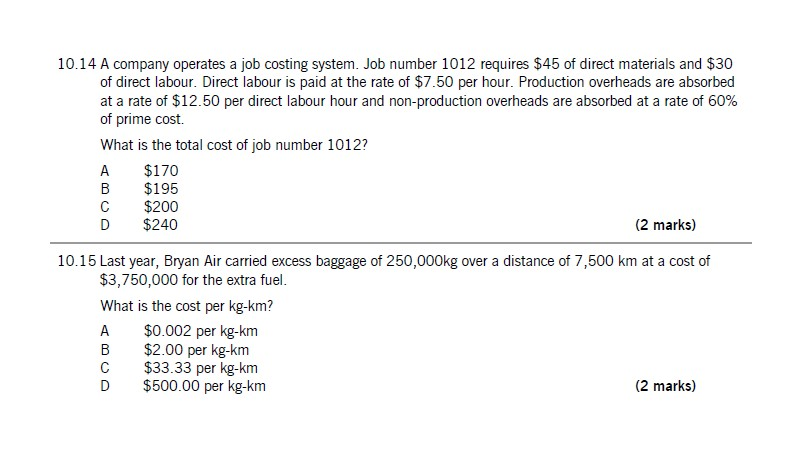 10.14 A company operates a job costing system. Job number 1012 requires $45 of direct materials and $30
of direct labour. Direct labour is paid at the rate of $7.50 per hour. Production overheads are absorbed
at a rate of $12.50 per direct labour hour and non-production overheads are absorbed at a rate of 60%
of prime cost.
What is the total cost of job number 1012?
A $170
B $195
C $200
D $240 (2 marks)
10.15 Last year, Bryan Air carried excess baggage of 250,000kg over a distance of 7,500 km at a cost of
$3,750,000 for the extra fuel.
What is the cost per kg-km?
A $0.002 per kg-km
B $2.00 per kg-km
C $33.33 per kg-km
D $500.00 per kg-km (2 marks)